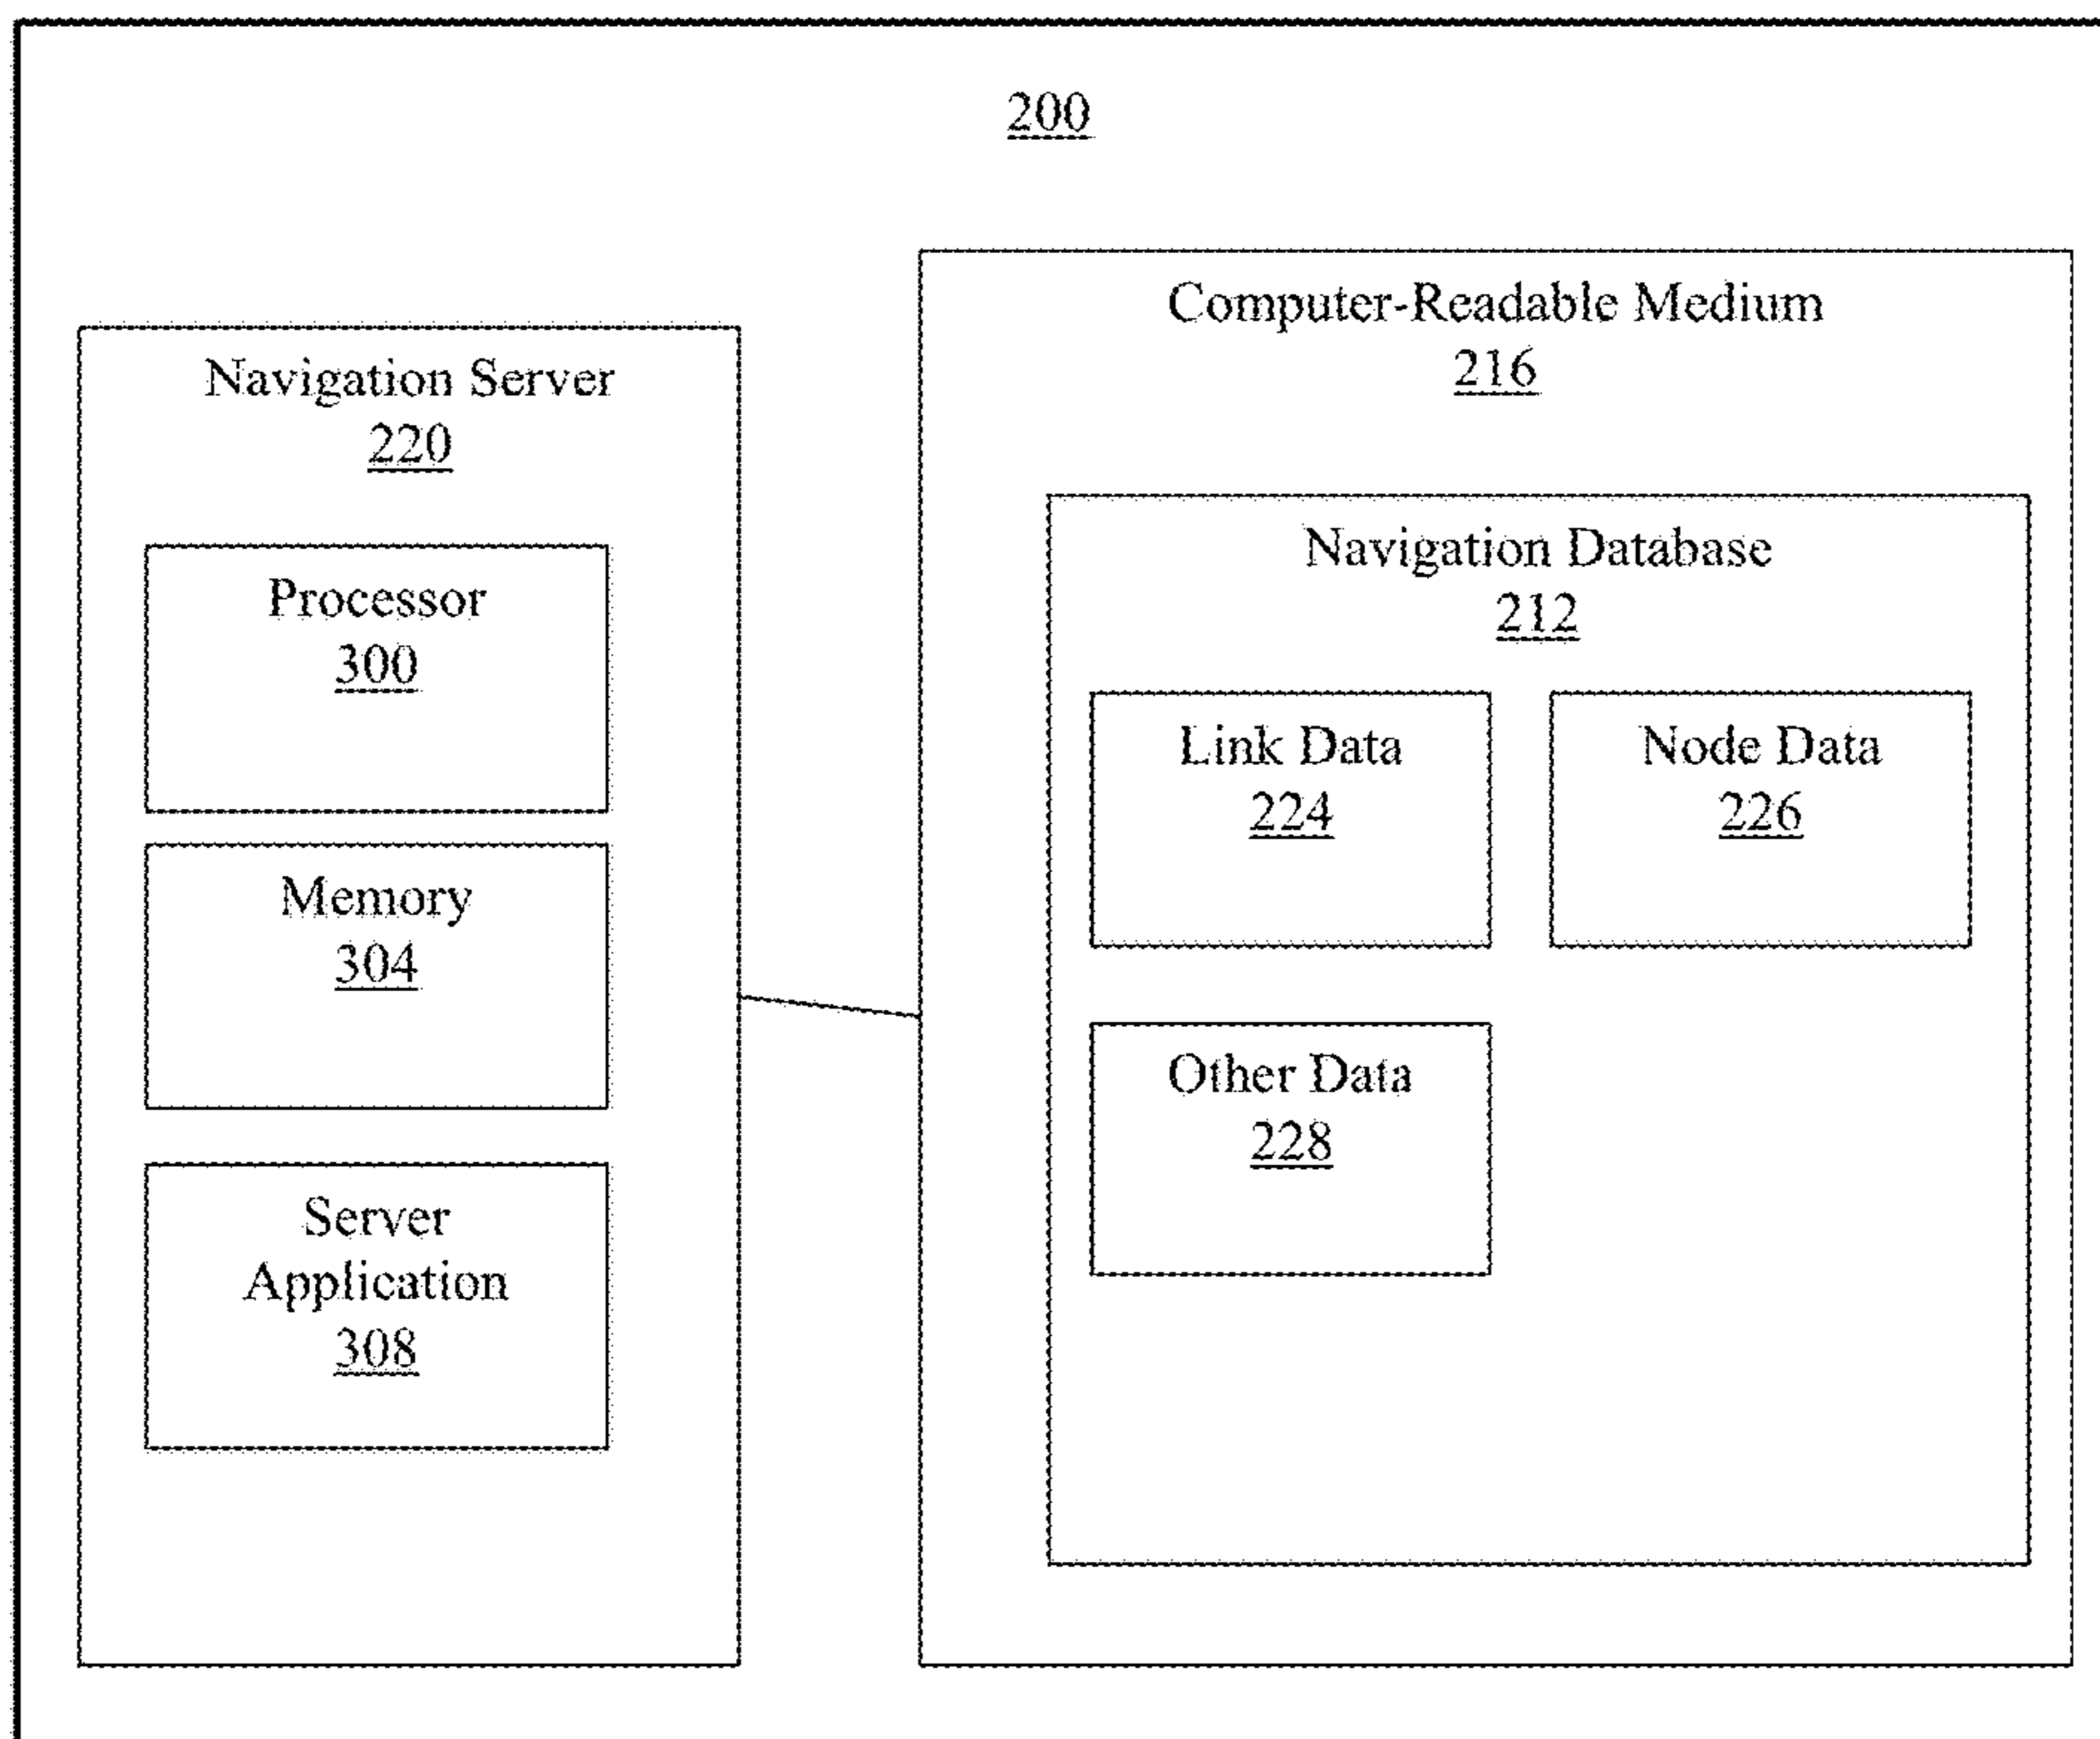 200
Navigation Server
220
Processor
300
Memory
304
Server
Application
308
Computer-Readable Medium
216
Navigation Database
212
Link Data
224
Node Data
226
Other Data
228